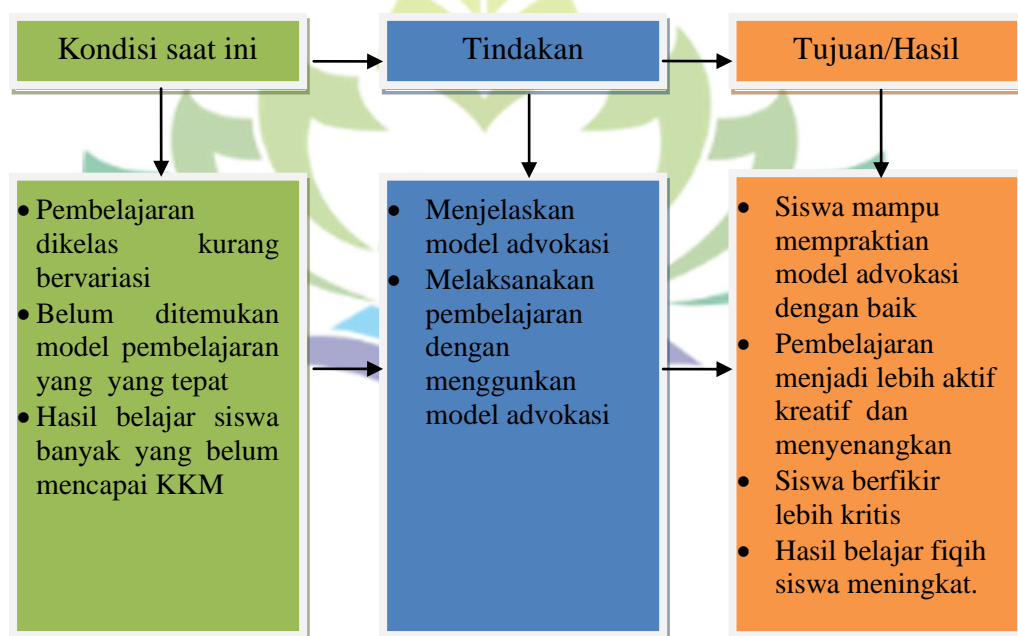 Kondisi saat ini
Tindakan
Tujuan/Hasil
• Pembelajaran
dikelas kurang
bervariasi
• Belum ditemukan
model pembelajaran
yang yang tepat
• Hasil belajar siswa
banyak yang belum
mencapai KKM
• Menjelaskan
model advokasi
• Melaksanakan
pembelajaran
dengan
menggunkan
model advokasi
• Siswa mampu
mempraktian
model advokasi
dengan baik
• Pembelajaran
menjadi lebih aktif
kreatif dan
menyenangkan
• Siswa berfikir
lebih kritis
• Hasil belajar fiqih
siswa meningkat.